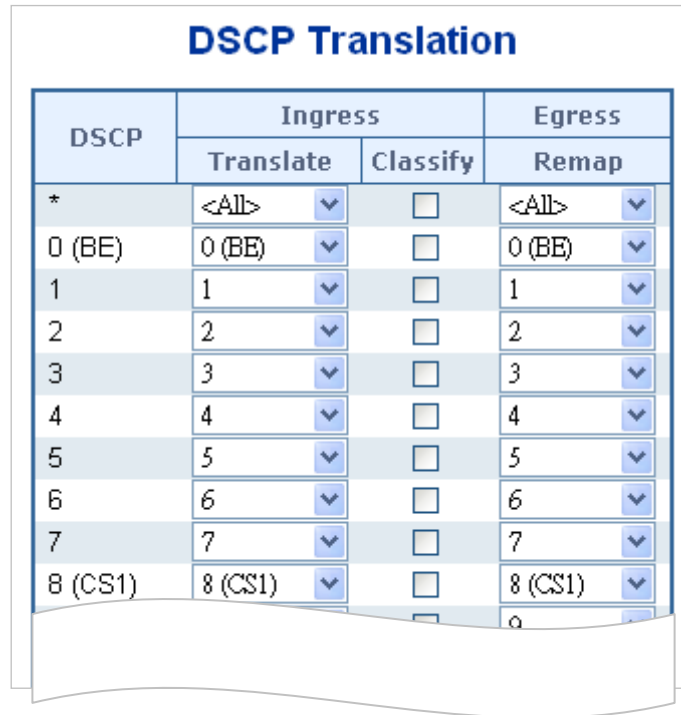 DSCP Translation
DSCP Ingress Egress
Translate Classify Remap
* <All> <All>
0 (BE) 0 (BE) 0 (BE)
1 1 1
2 2 2
3 3 3
4 4 4
5 5 5
6 6 6
7 7 7
8 (CS1) 8 (CS1) 8 (CS1)
9